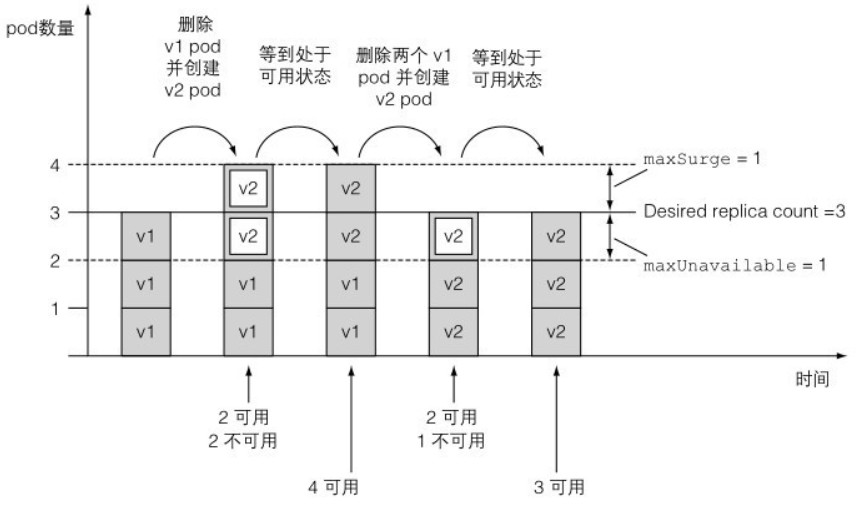 pod数量
删除
v1 pod
并创建
v2 pod
等到处于
可用状态
删除两个 v1
pod 并创建
v2 pod
等到处于
可用状态
4
3
2
1
maxSurge = 1
Desired replica count =3
maxUnavailable = 1
v1
v1
v1
v2
v2
v1
v1
v2
v2
v1
v1
v2
v2
v2
v2
v2
v2
时间
2 可用
2 不可用
4 可用
2 可用
1 不可用
3 可用